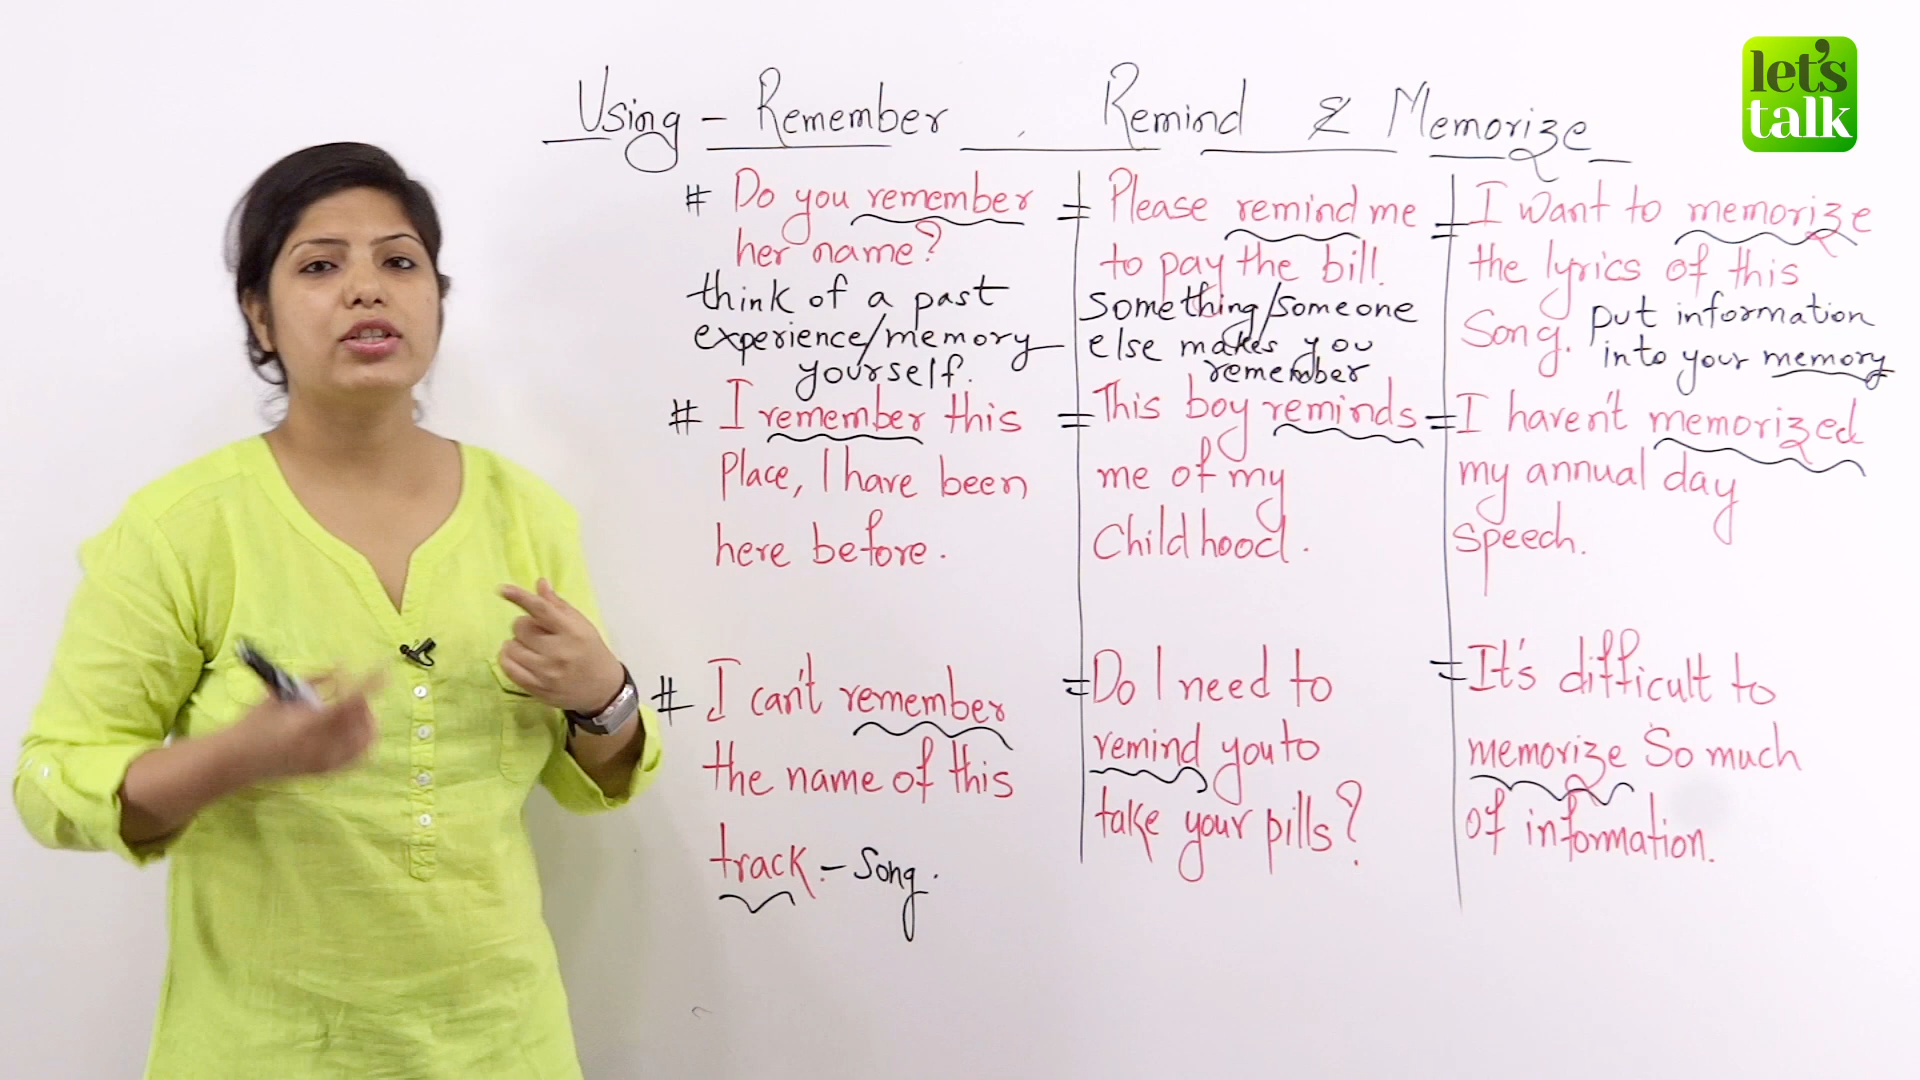 Using - Remember , Remind & Memorize
# Do you remember
her name?
think of a past
experience/memory
yourself.
# I remember this
Place, I have been
here before.
# I can't remember
the name of this
track. - Song.
= Please remind me
to pay the bill.
Something/someone
else makes you
remember
= This boy reminds
me of my
Childhood.
= Do I need to
remind you to
take your pills?
= I want to memorize
the lyrics of this
Song. put information
into your memory
= I haven't memorized
my annual day
speech.
= It's difficult to
memorize So much
of information.
let's
talk